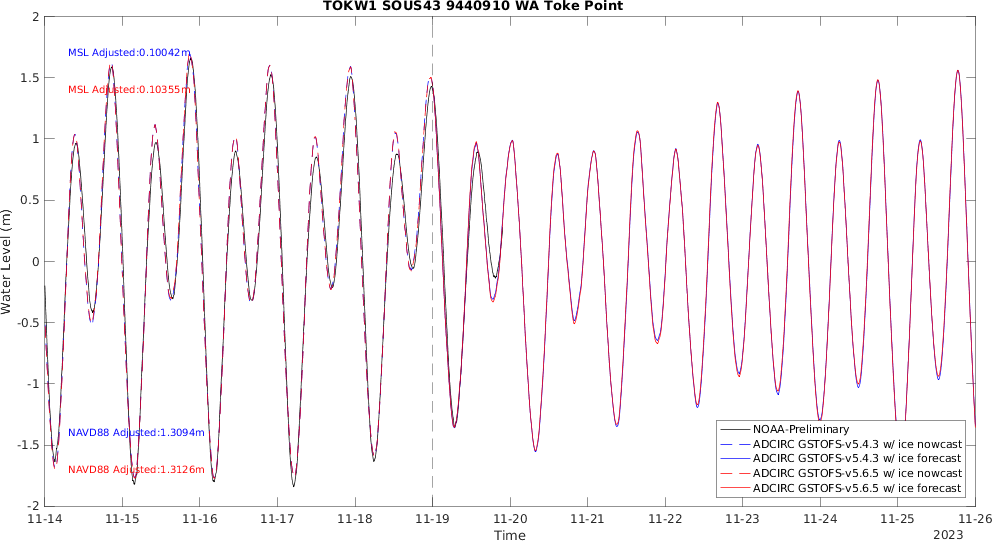 TOKW1 SOUS43 9440910 WA Toke Point
2
1.5
1
0.5
0
-0.5
-1
-1.5
-2
Water Level (m)
MSL Adjusted:0.10042m
MSL Adjusted:0.10355m
NAVD88 Adjusted:1.3094m
NAVD88 Adjusted:1.3126m
NOAA-Preliminary
ADCIRC GSTOFS-v5.4.3 w/ ice nowcast
ADCIRC GSTOFS-v5.4.3 w/ ice forecast
ADCIRC GSTOFS-v5.6.5 w/ ice nowcast
ADCIRC GSTOFS-v5.6.5 w/ ice forecast
11-14 11-15 11-16 11-17 11-18 11-19 11-20 11-21 11-22 11-23 11-24 11-25 11-26
Time
2023